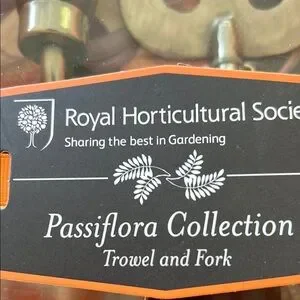 Royal Horticultural Socie
Sharing the best in Gardening
Passiflora Collection
Trowel and Fork